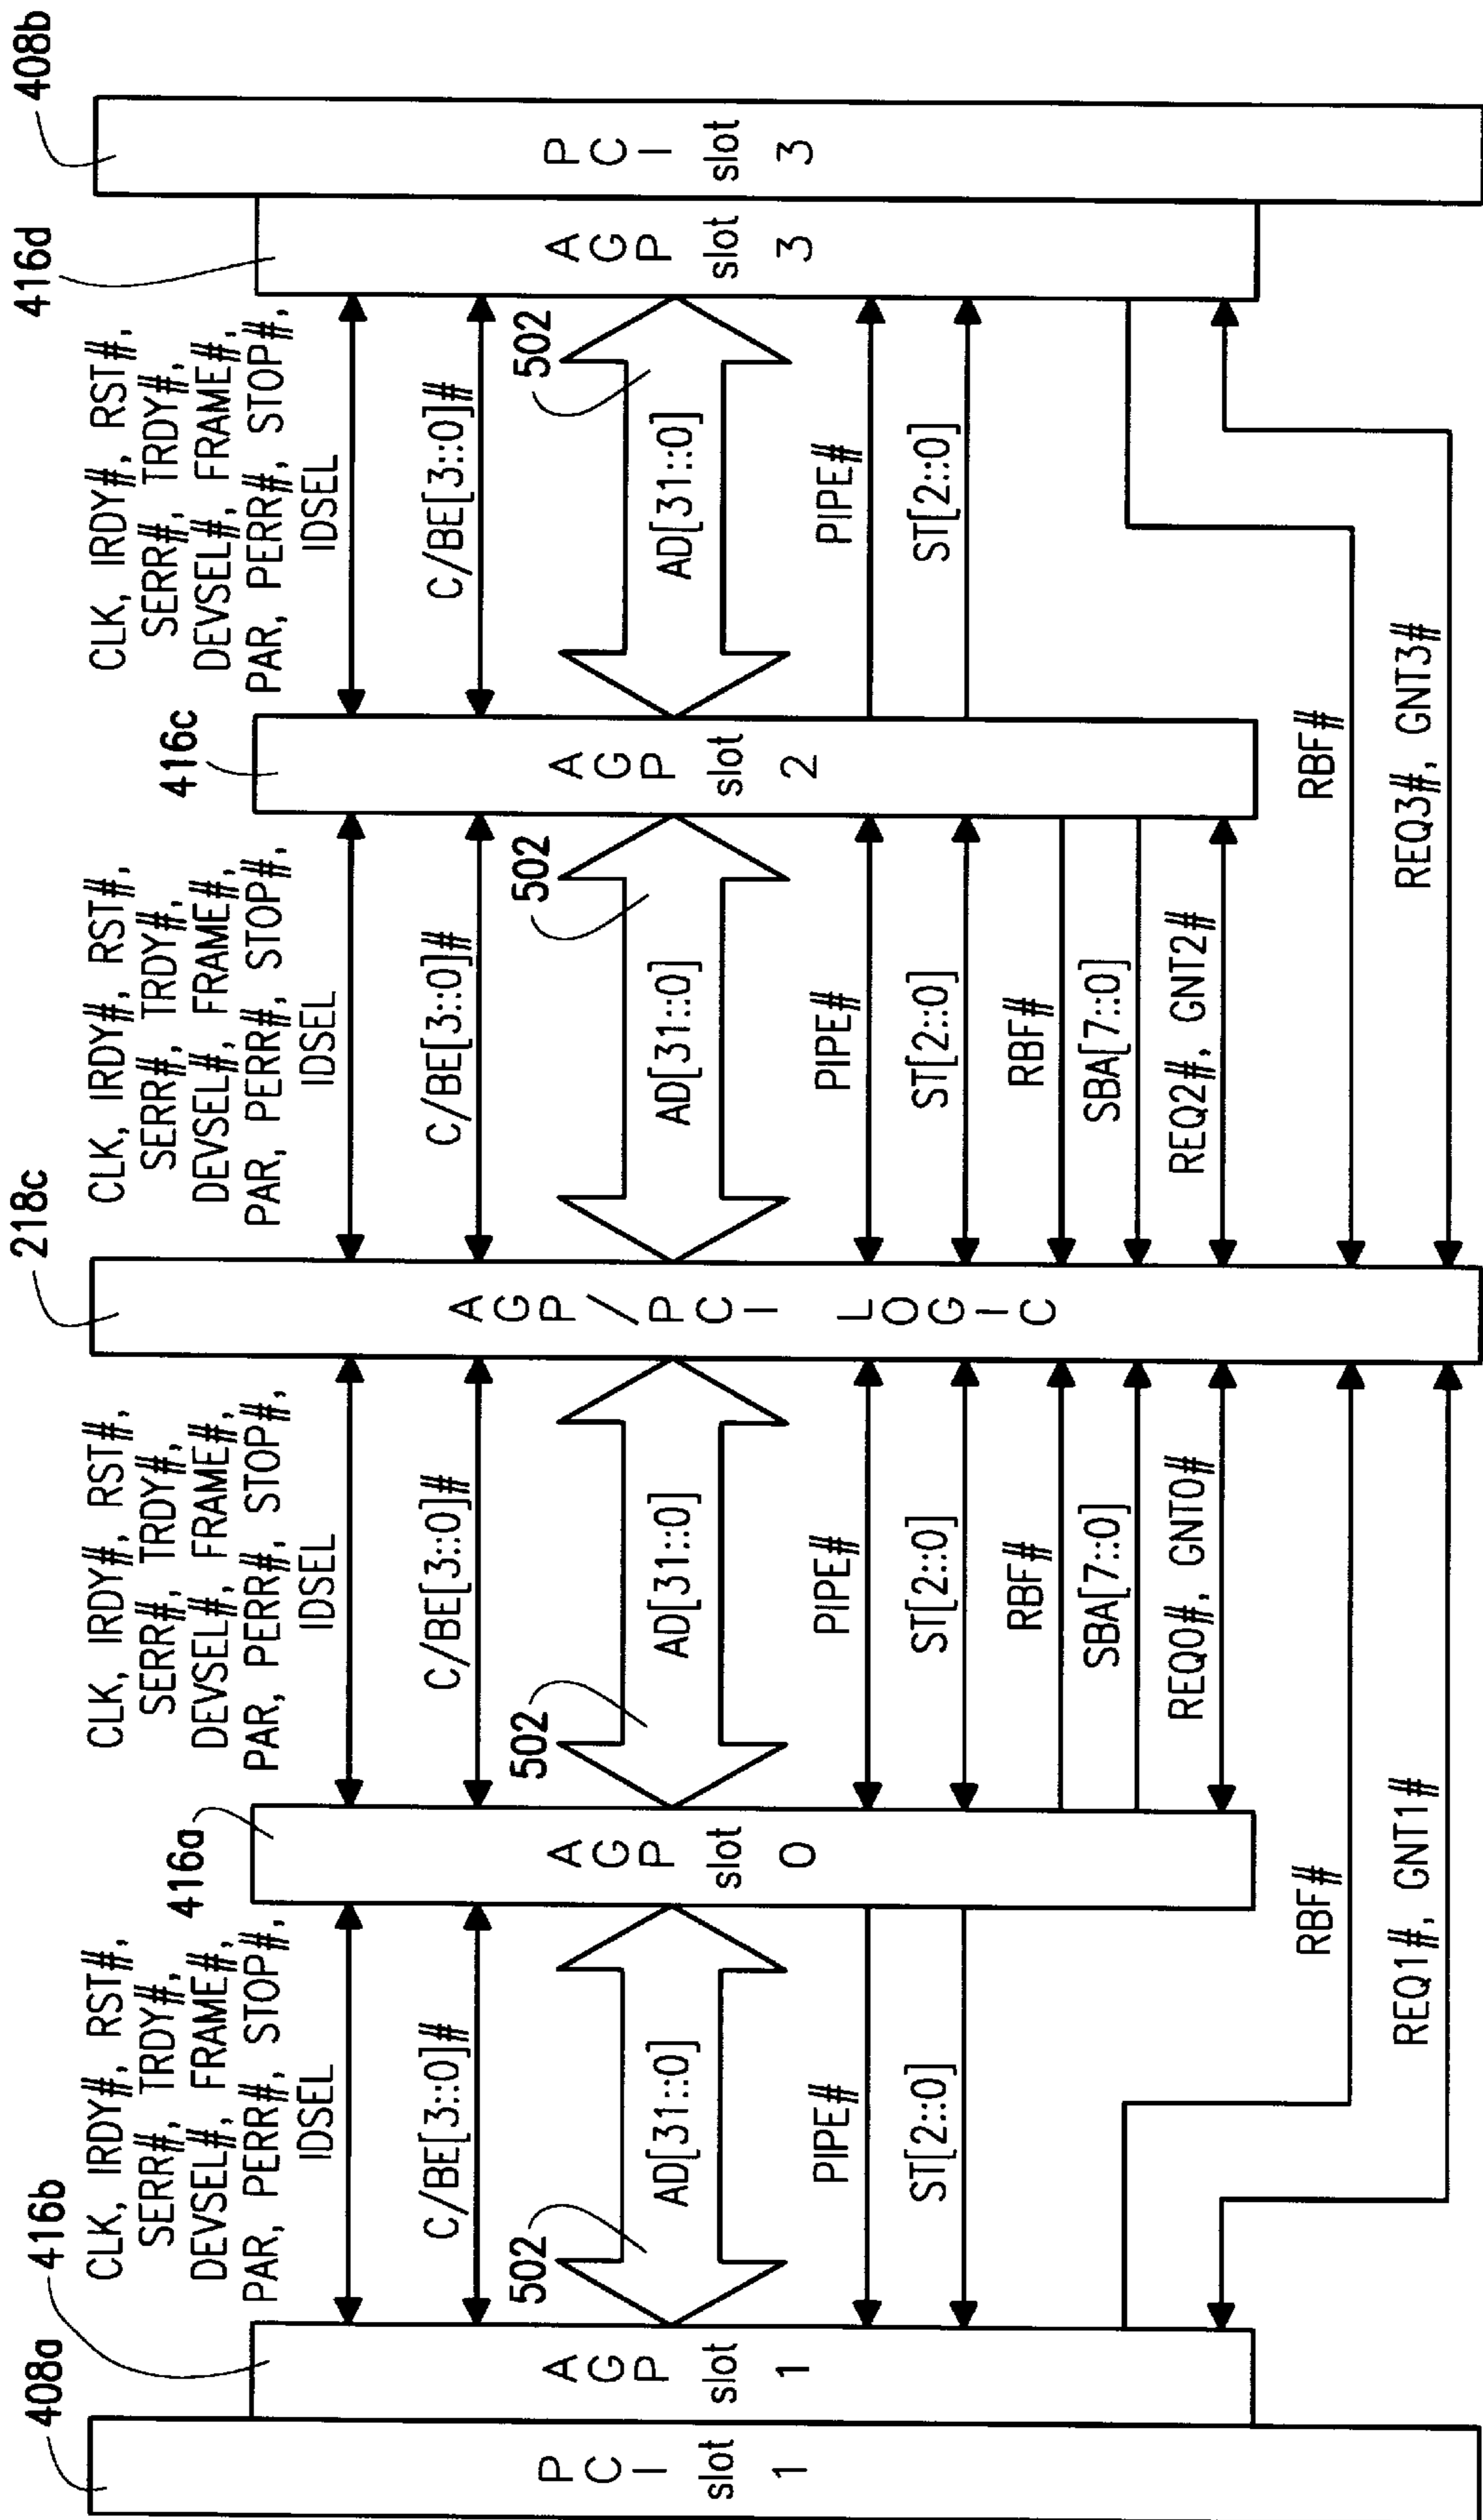 408a
416b
416a
218c
416c
416d
408b
PCI slot 1
AGP slot 1
CLK, IRDY#, RST#,
SERR#, TRDY#,
DEVSEL#, FRAME#,
PAR, PERR#, STOP#,
IDSEL
C/BE[3::0]#
502
AD[31::0]
PIPE#
ST[2::0]
AGP slot 0
CLK, IRDY#, RST#,
SERR#, TRDY#,
DEVSEL#, FRAME#,
PAR, PERR#, STOP#,
IDSEL
C/BE[3::0]#
502
AD[31::0]
PIPE#
ST[2::0]
RBF#
SBA[7::0]
REQ0#, GNT0#
RBF#
REQ1#, GNT1#
AGP/PCI LOGIC
CLK, IRDY#, RST#,
SERR#, TRDY#,
DEVSEL#, FRAME#,
PAR, PERR#, STOP#,
IDSEL
C/BE[3::0]#
502
AD[31::0]
PIPE#
ST[2::0]
RBF#
SBA[7::0]
REQ2#, GNT2#
AGP slot 2
CLK, IRDY#, RST#,
SERR#, TRDY#,
DEVSEL#, FRAME#,
PAR, PERR#, STOP#,
IDSEL
C/BE[3::0]#
502
AD[31::0]
PIPE#
ST[2::0]
RBF#
REQ3#, GNT3#
AGP slot 3
PCI slot 3